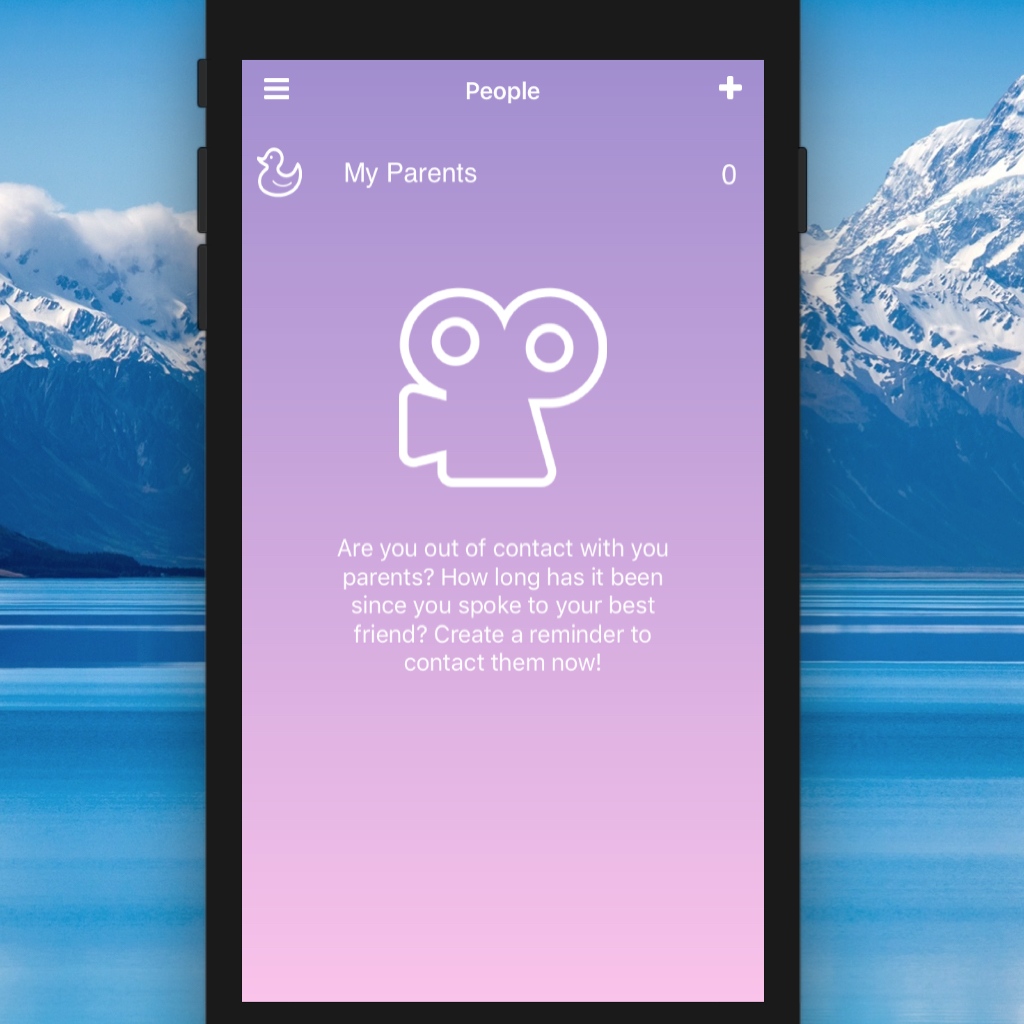 People
My Parents 0
Are you out of contact with you
parents? How long has it been
since you spoke to your best
friend? Create a reminder to
contact them now!